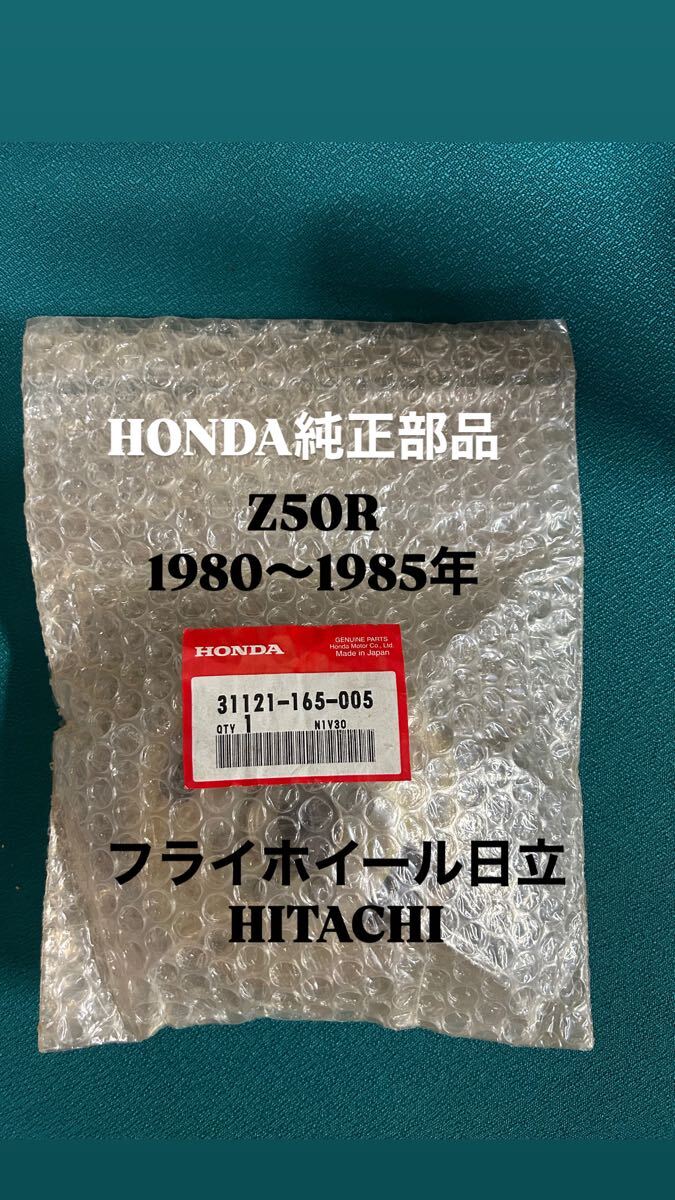 HONDA純正部品
Z50R
1980〜1985年
HONDA
GENUINE PARTS
Honda Motor Co., Ltd.
Made in Japan
31121-165-005
QTY 1 N1V30
フライホイール日立
HITACHI